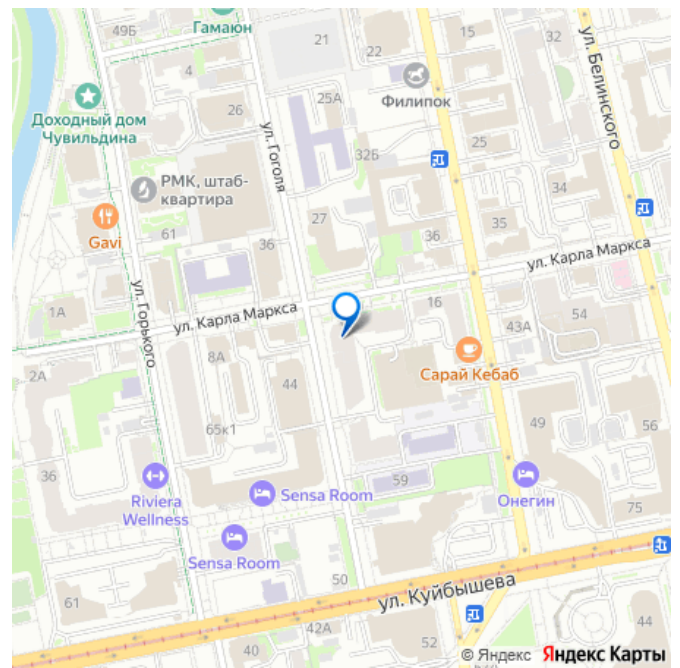 49Б
Гамаюн
21
22
15
32
ул. Белинского
4
Доходный дом
Чувильдина
26
25А
Филипок
ул. Гоголя
32Б
25
РМК, штаб-
квартира
34
Gavi
61
36
27
36
35
ул. Карла Маркса
ул. Горького
1А
ул. Карла Маркса
16
43А
54
8А
Сарай Кебаб
2А
44
65к1
49
56
36
59
Riviera
Wellness
Sensa Room
Онегин
75
Sensa Room
50
ул. Куйбышева
61
42А
40
52
44
© Яндекс Яндекс Карты